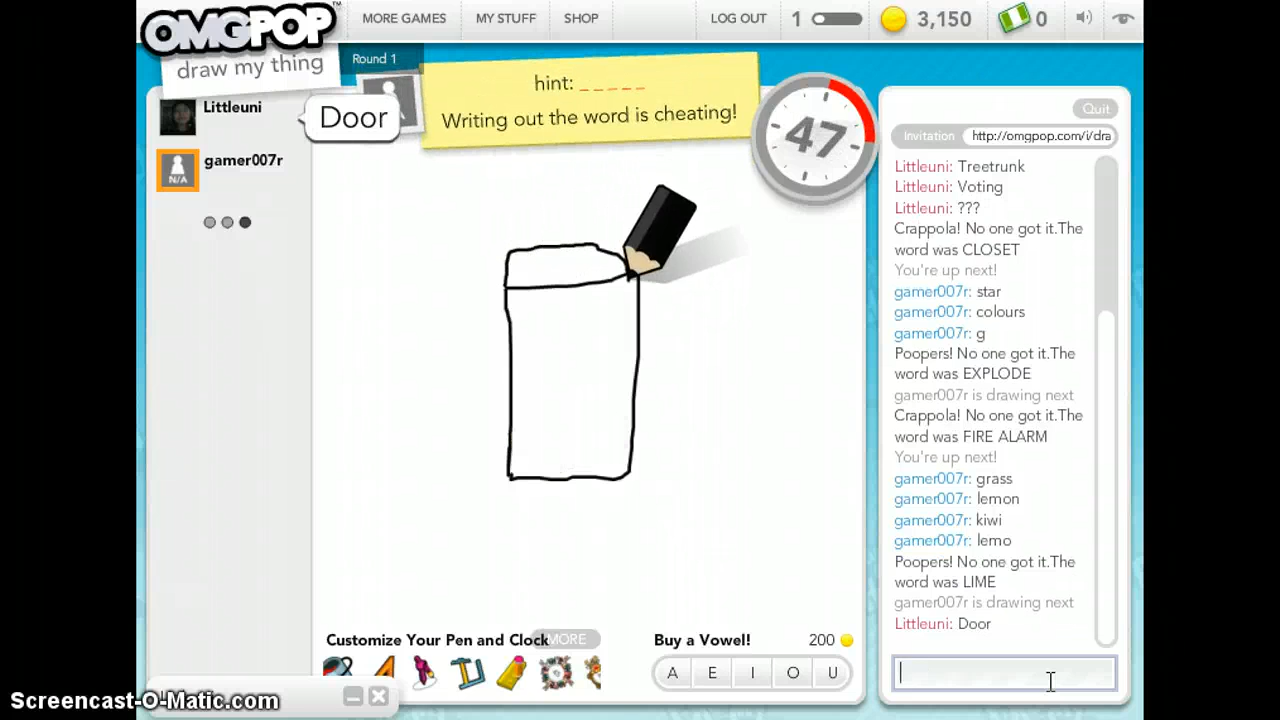 OMGPOP™
draw my thing
MORE GAMES
MY STUFF
SHOP
LOG OUT
1
3,150
0
Round 1
hint: _ _ _ _ _
Writing out the word is cheating!
47
Littleuni
Door
gamer007r
N/A
Quit
Invitation
http://omgpop.com/i/dra
Littleuni: Treetrunk
Littleuni: Voting
Littleuni: ???
Crappola! No one got it.The
word was CLOSET
You're up next!
gamer007r: star
gamer007r: colours
gamer007r: g
Poopers! No one got it.The
word was EXPLODE
gamer007r is drawing next
Crappola! No one got it.The
word was FIRE ALARM
You're up next!
gamer007r: grass
gamer007r: lemon
gamer007r: kiwi
gamer007r: lemo
Poopers! No one got it.The
word was LIME
gamer007r is drawing next
Littleuni: Door
Customize Your Pen and Clock
MORE
Buy a Vowel!
200
A E I O U
Screencast-O-Matic.com